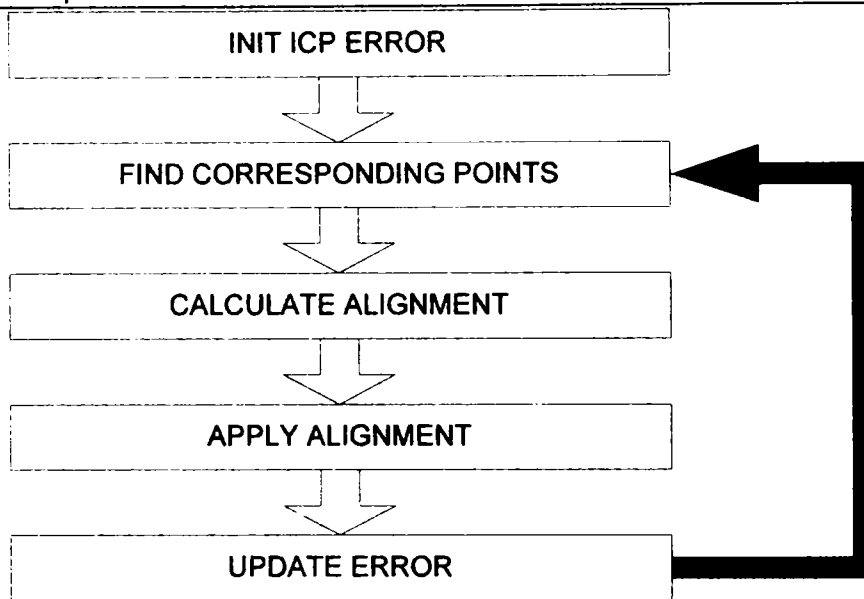 INIT ICP ERROR
FIND CORRESPONDING POINTS
CALCULATE ALIGNMENT
APPLY ALIGNMENT
UPDATE ERROR